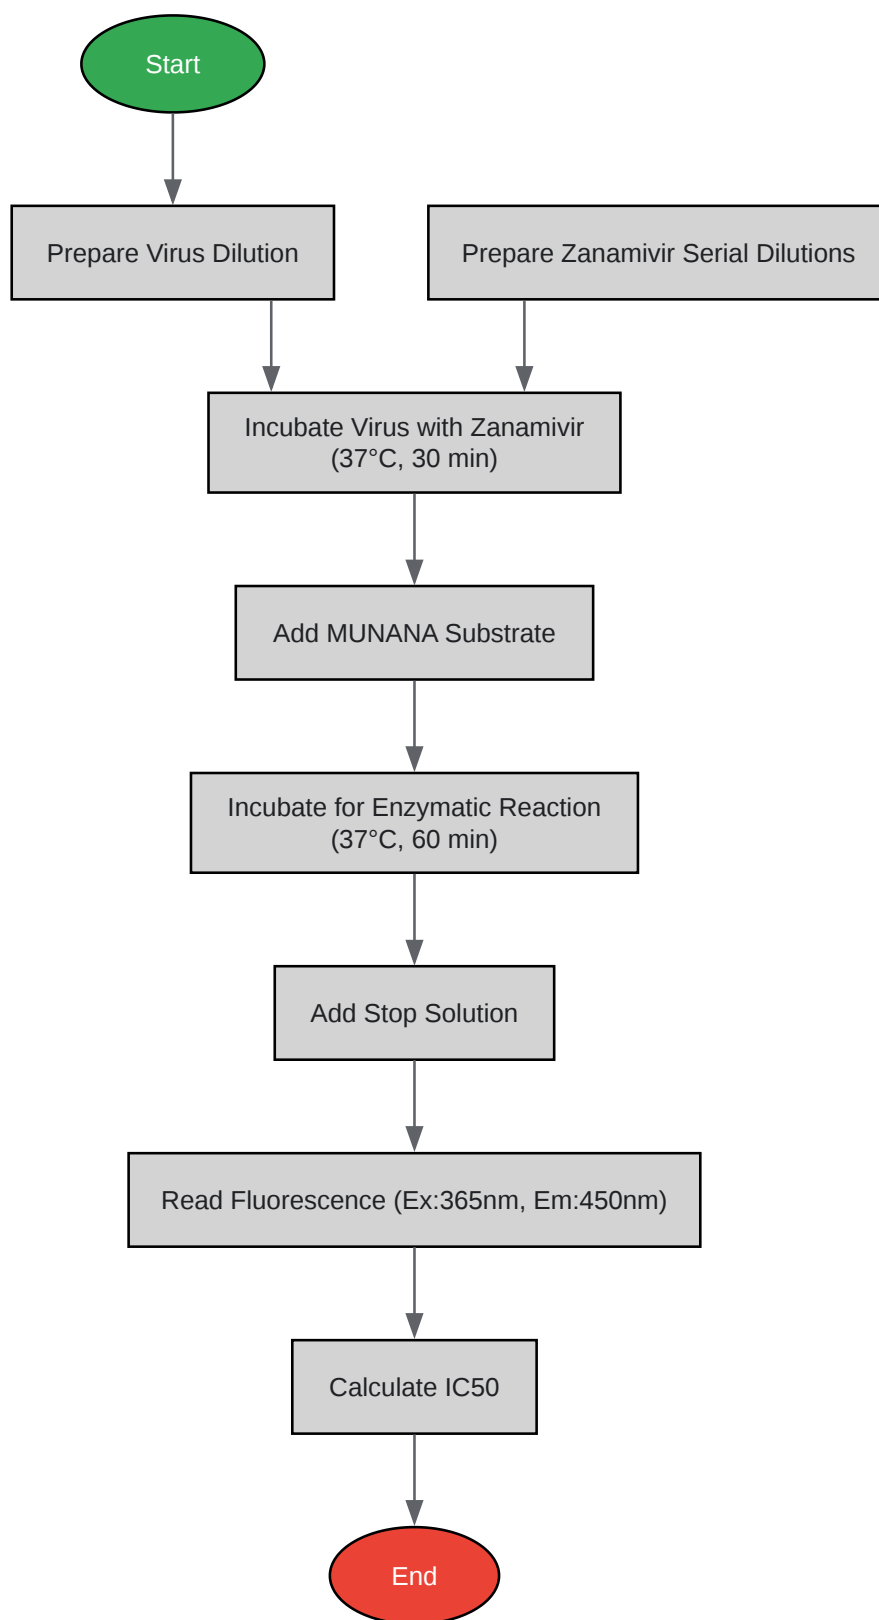 Start
Prepare Virus Dilution
Prepare Zanamivir Serial Dilutions
Incubate Virus with Zanamivir
(37°C, 30 min)
Add MUNANA Substrate
Incubate for Enzymatic Reaction
(37°C, 60 min)
Add Stop Solution
Read Fluorescence (Ex:365nm, Em:450nm)
Calculate IC50
End